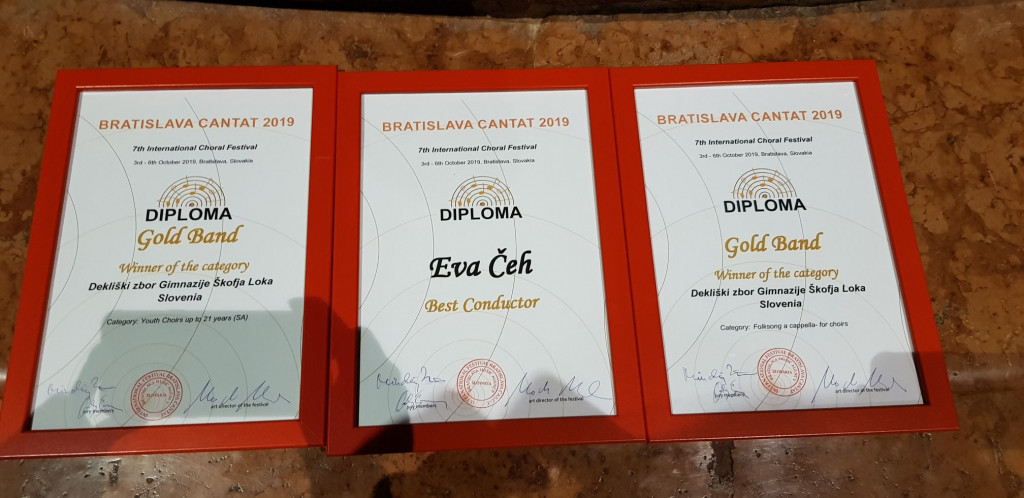 BRATISLAVA CANTAT 2019
7th International Choral Festival
3rd - 6th October 2019, Bratislava, Slovakia
DIPLOMA
Gold Band
Winner of the category
Dekliški zbor Gimnazije Škofja Loka
Slovenia
Category: Youth Choirs up to 21 years (SA)
SLOVAKIA
jury members
art director of the festival
BRATISLAVA CANTAT 2019
7th International Choral Festival
3rd - 6th October 2019, Bratislava, Slovakia
DIPLOMA
Eva Čeh
Best Conductor
SLOVAKIA
jury members
art director of the festival
BRATISLAVA CANTAT 2019
7th International Choral Festival
3rd - 6th October 2019, Bratislava, Slovakia
DIPLOMA
Gold Band
Winner of the category
Dekliški zbor Gimnazije Škofja Loka
Slovenia
Category: Folksong a cappella- for choirs
SLOVAKIA
jury members
art director of the festival